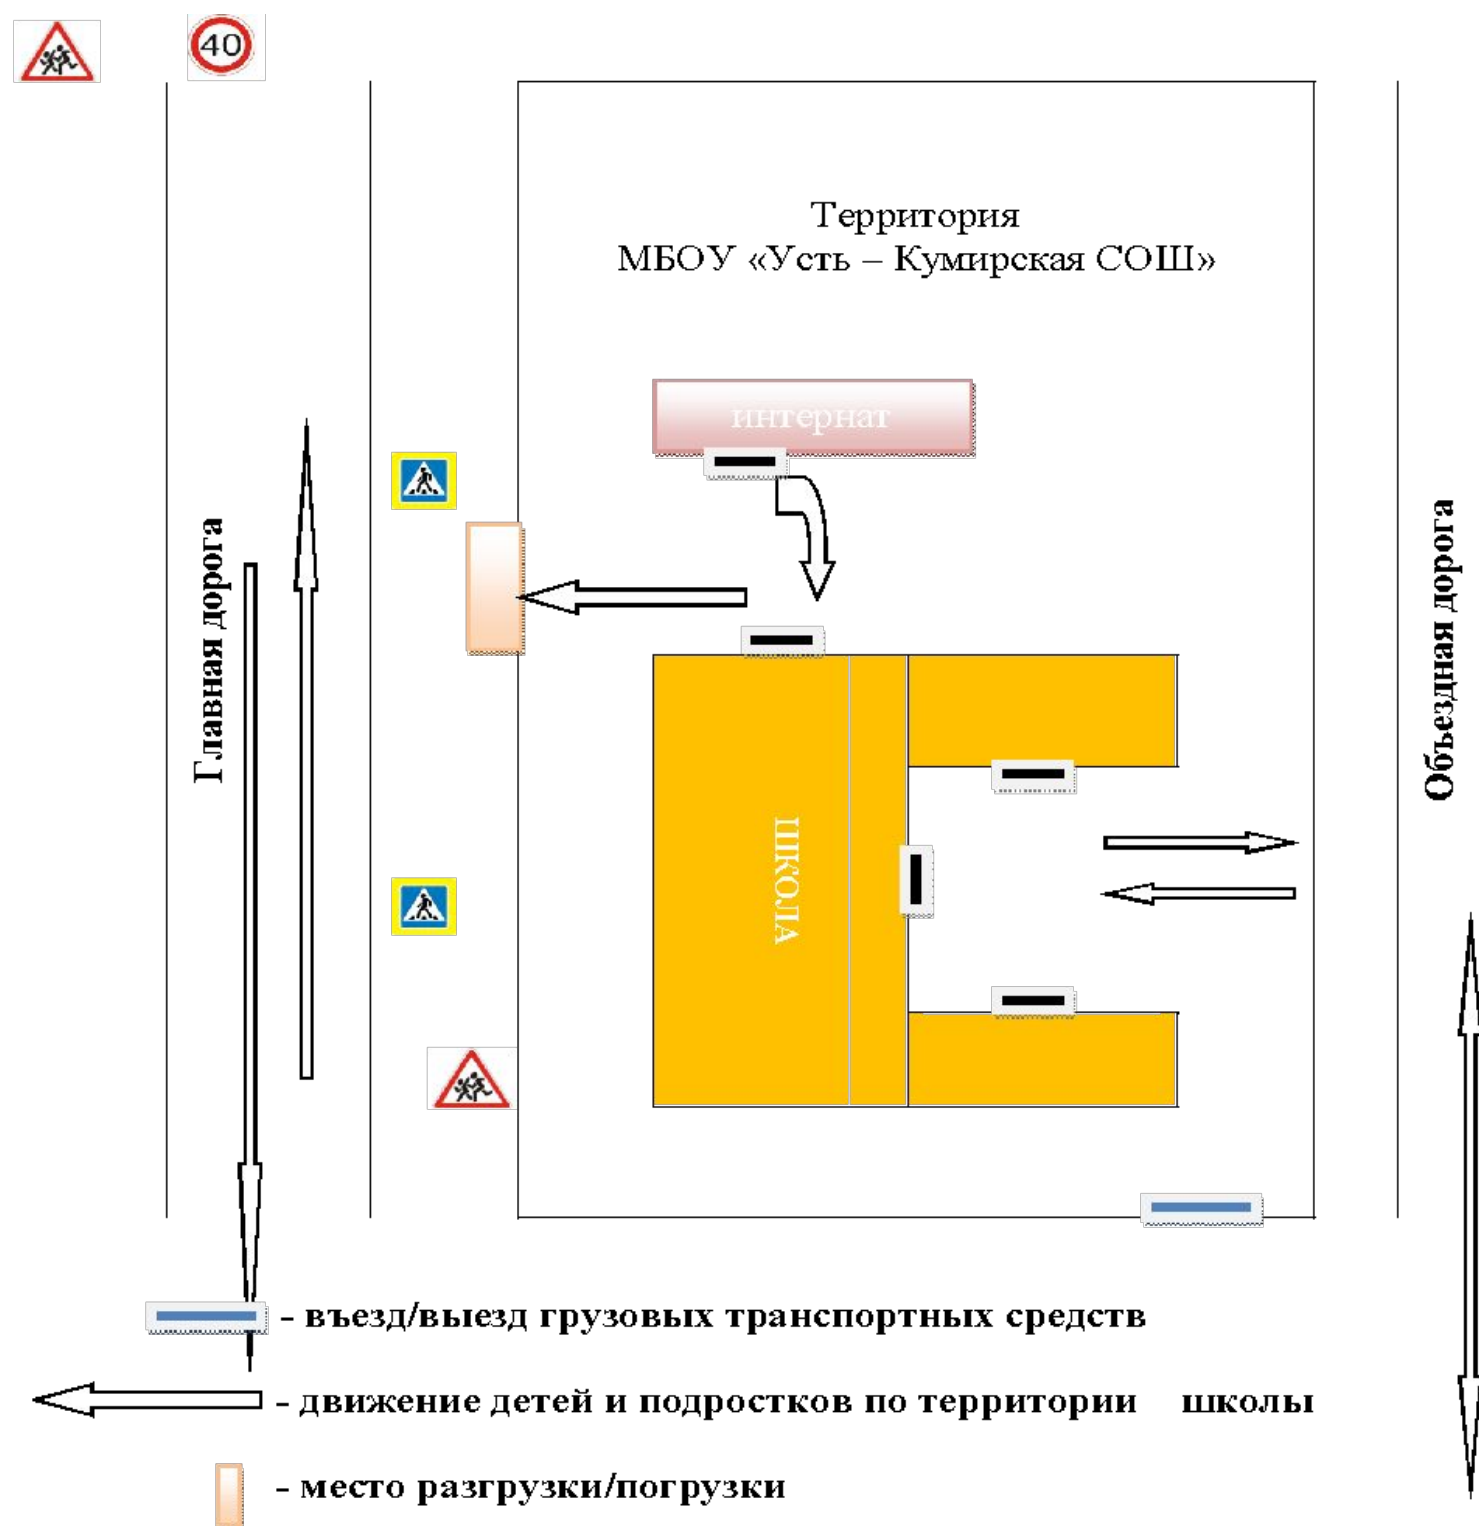 40
Территория
МБОУ «Усть – Кумирская СОШ»
интернат
Главная дорога
Объездная дорога
ШКОЛА
- въезд/выезд грузовых транспортных средств
- движение детей и подростков по территории школы
- место разгрузки/погрузки